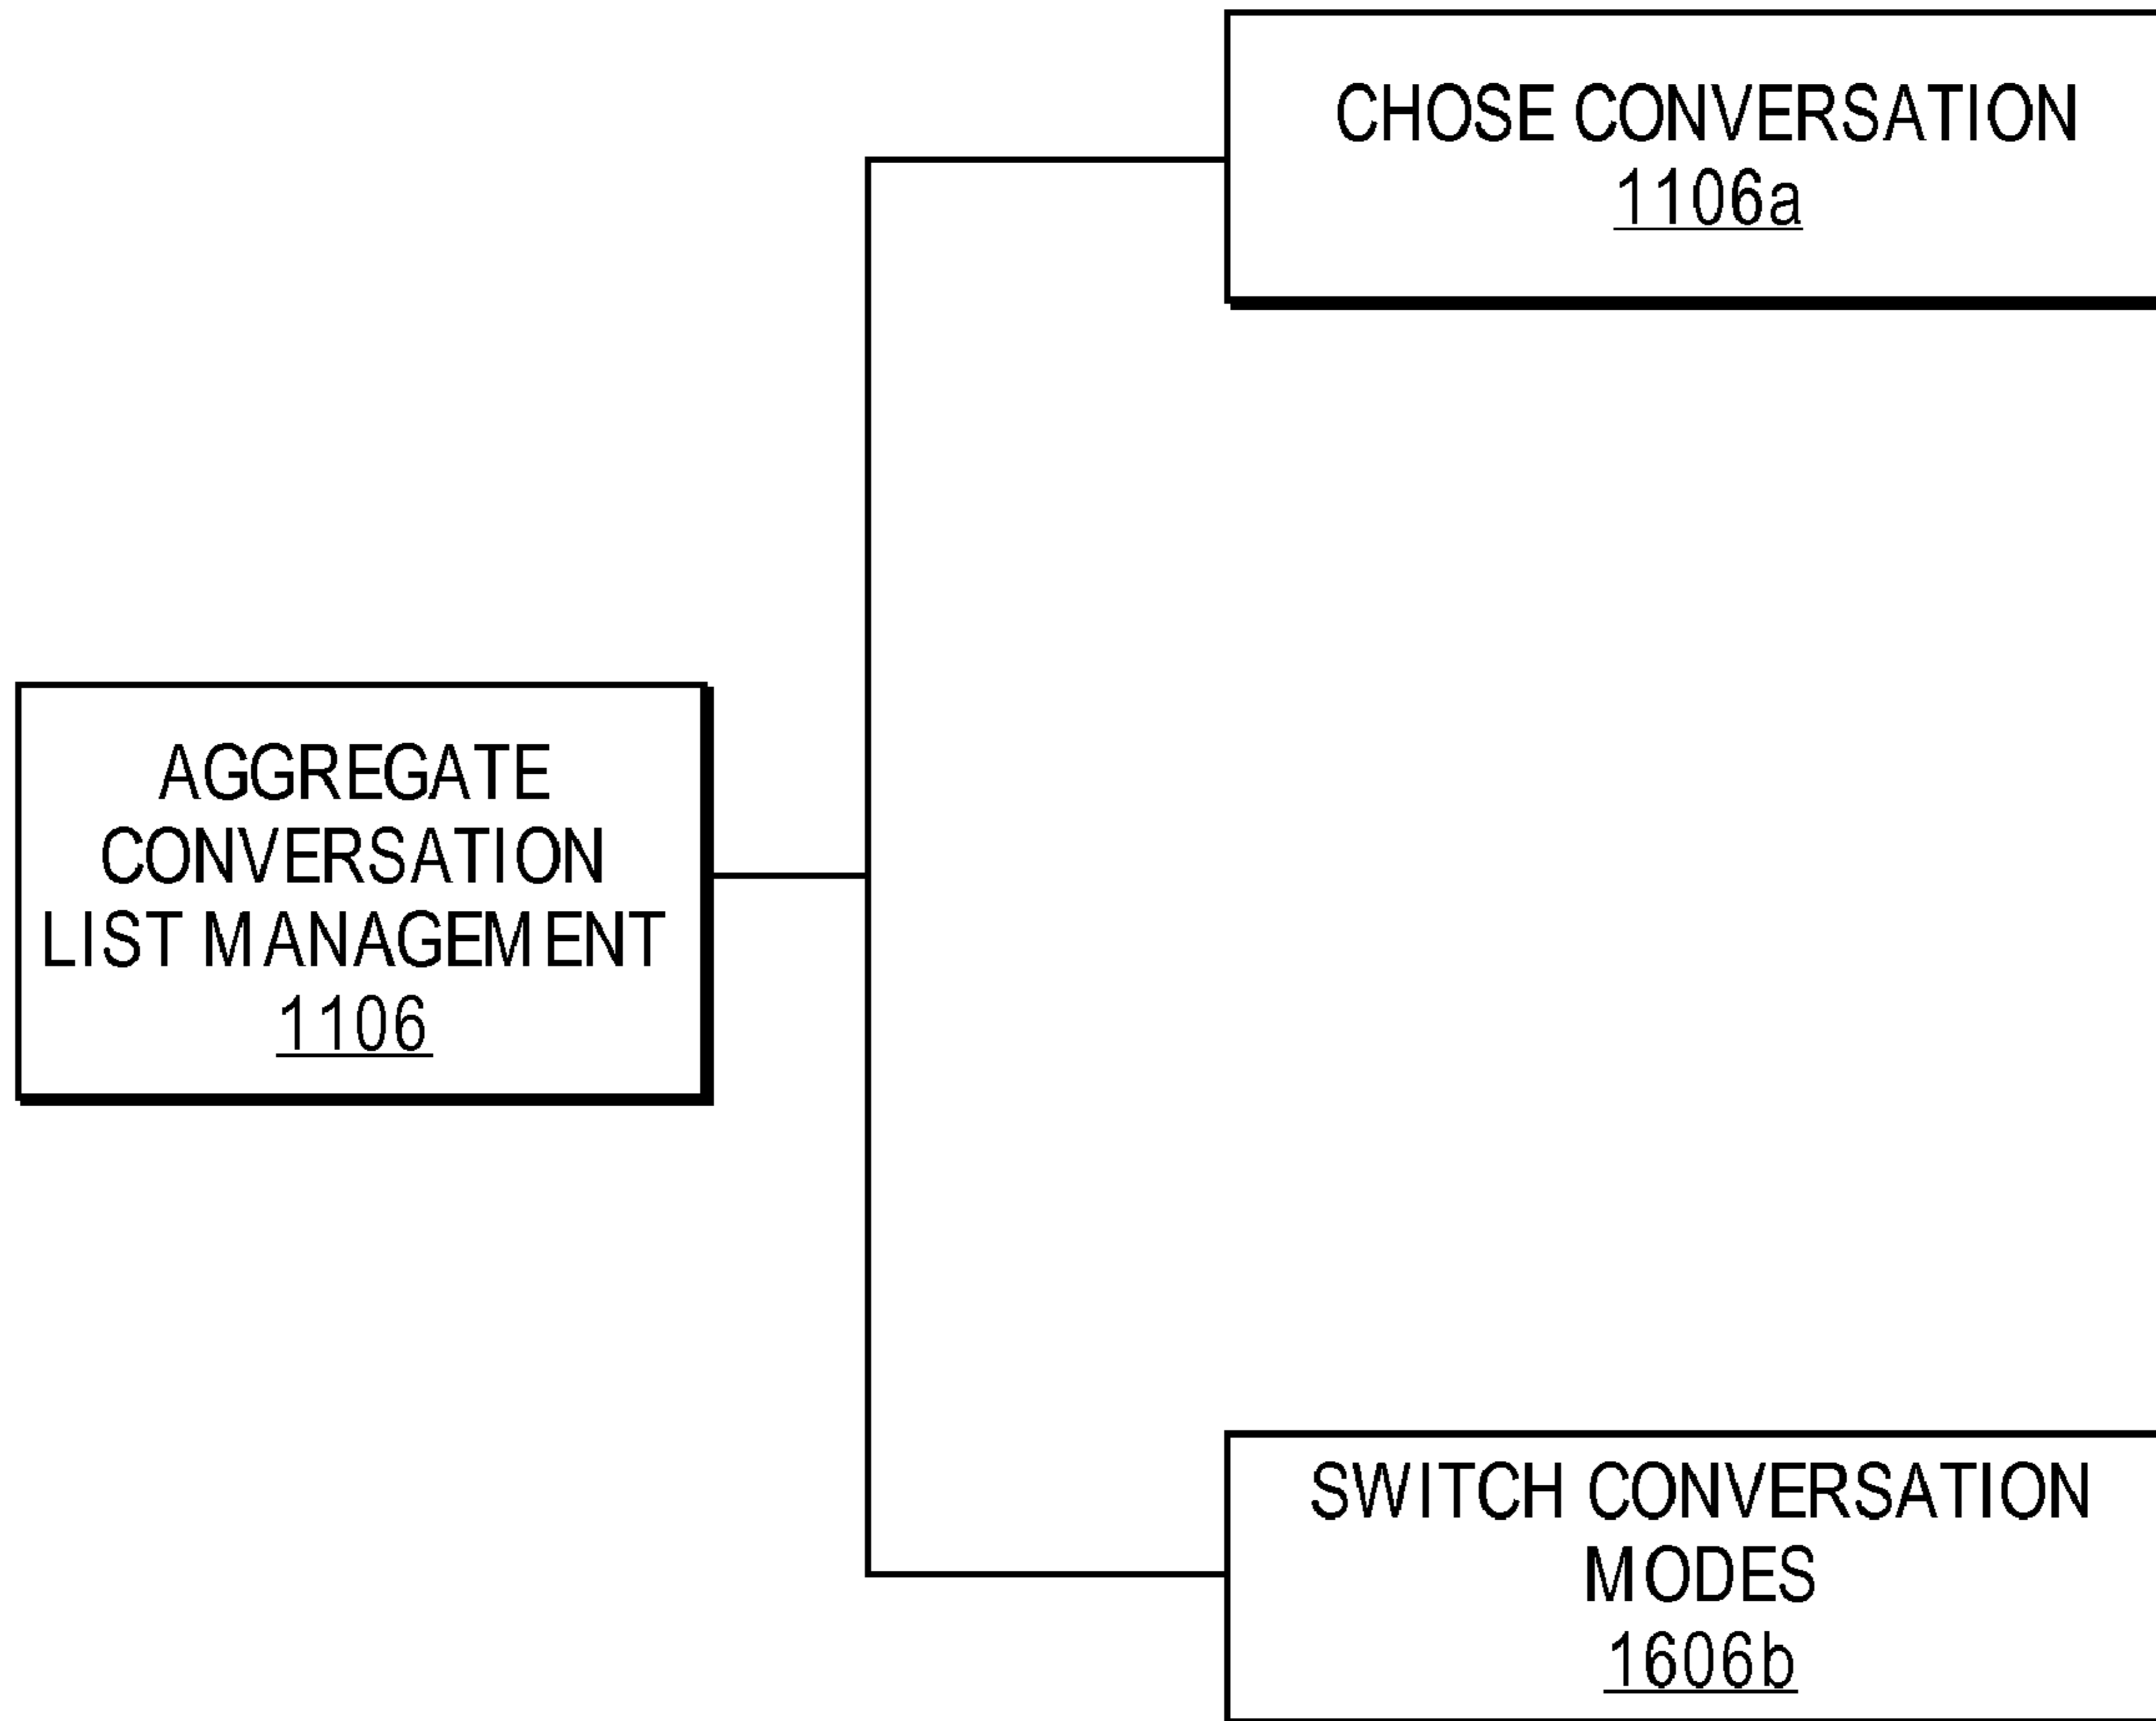 CHOSE CONVERSATION
1106a
AGGREGATE
CONVERSATION
LIST MANAGEMENT
1106
SWITCH CONVERSATION
MODES
1606b